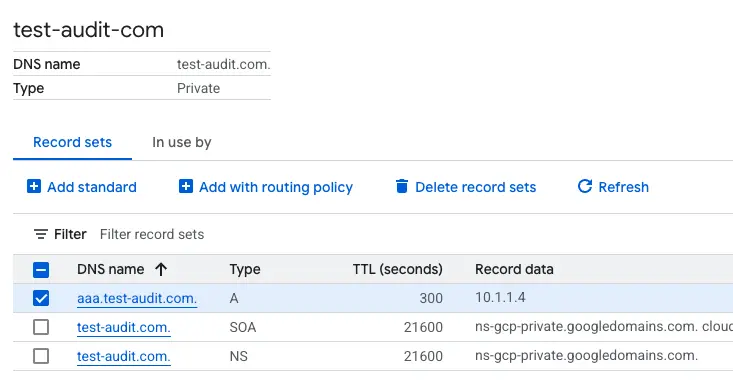 test-audit-com
DNS name test-audit.com.
Type Private
Record sets In use by
Add standard Add with routing policy Delete record sets Refresh
Filter Filter record sets
DNS name Type TTL (seconds) Record data
aaa.test-audit.com. A 300 10.1.1.4
test-audit.com. SOA 21600 ns-gcp-private.googledomains.com. cloud
test-audit.com. NS 21600 ns-gcp-private.googledomains.com.